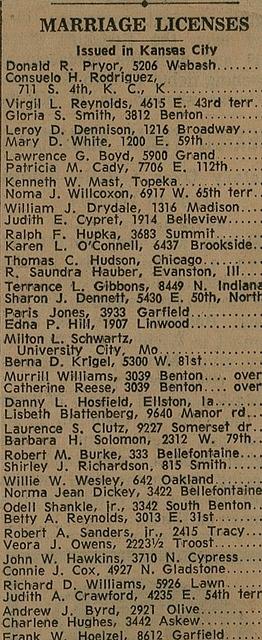 MARRIAGE LICENSES
Issued in Kansas City
Donald R. Pryor, 5206 Wabash......
Consuelo H. Rodriguez,
711 S. 4th, K. C., K......
Virgil L. Reynolds, 4615 E. 43rd terr.
Gloria S. Smith, 3812 Benton......
Leroy D. Dennison, 1216 Broadway..
Mary D. White, 1200 E. 59th......
Lawrence G. Boyd, 5900 Grand......
Patricia M. Cady, 7706 E. 112th....
Kenneth W. Mast, Topeka......
Noma J. Willcoxon, 6917 W. 65th terr.
William J. Drydale, 1316 Madison...
Judith E. Cypret, 1914 Belleview....
Ralph F. Hupka, 3683 Summit......
Karen L. O'Connell, 6437 Brookside.
Thomas C. Hudson, Chicago......
R. Saundra Hauber, Evanston, Ill....
Terrance L. Gibbons, 8449 N. Indiana
Sharon J. Dennett, 5430 E. 50th, North
Paris Jones, 3933 Garfield......
Edna P. Hill, 1907 Linwood......
Milton L. Schwartz,
University City, Mo......
Berna D. Krigel, 5300 W. 81st......
Murril Williams, 3039 Benton.... over
Catherine Reese, 3039 Benton... over
Danny L. Hosfield, Ellston, Ia......
Lisbeth Blattenberg, 9640 Manor rd...
Laurence S. Clutz, 9227 Somerset dr.
Barbara H. Solomon, 2312 W. 79th..
Robert M. Burke, 333 Bellefontaine..
Shirley J. Richardson, 815 Smith....
Willie W. Wesley, 642 Oakland......
Norma Jean Dickey, 3422 Bellefontaine
Odell Shankle, jr., 3342 South Benton
Betty A. Reynolds, 3013 E. 31st.....
Robert A. Sanders, jr., 2415 Tracy..
Veora J. Owens, 2223½ Troost......
John W. Hawkins, 3710 N. Cypress..
Connie J. Cox, 4927 N. Gladstone...
Richard D. Williams, 5926 Lawn....
Judith A. Crawford, 4235 E. 54th terr
Andrew J. Byrd, 2921 Olive......
Charlene Hughes, 3442 Askew......
Frank W. Hoelzel, 8612 Garfield....